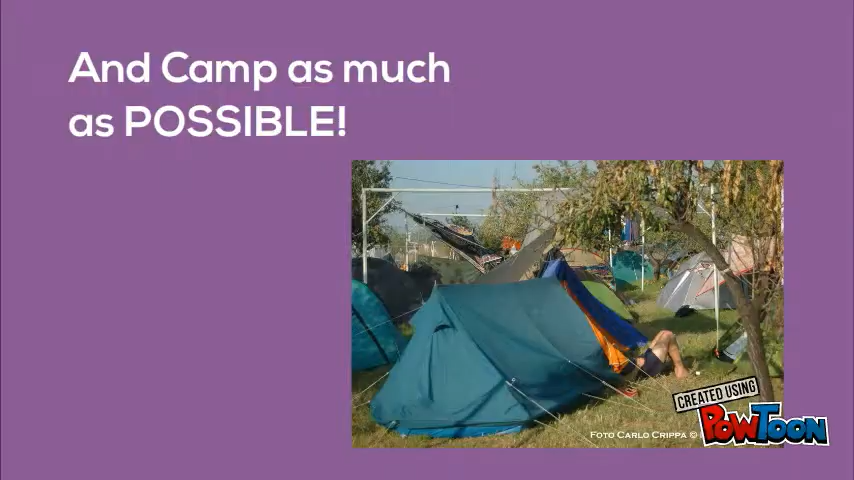 And Camp as much
as POSSIBLE!
CREATED USING
POWTOON
FOTO CARLO CRIPPA ©